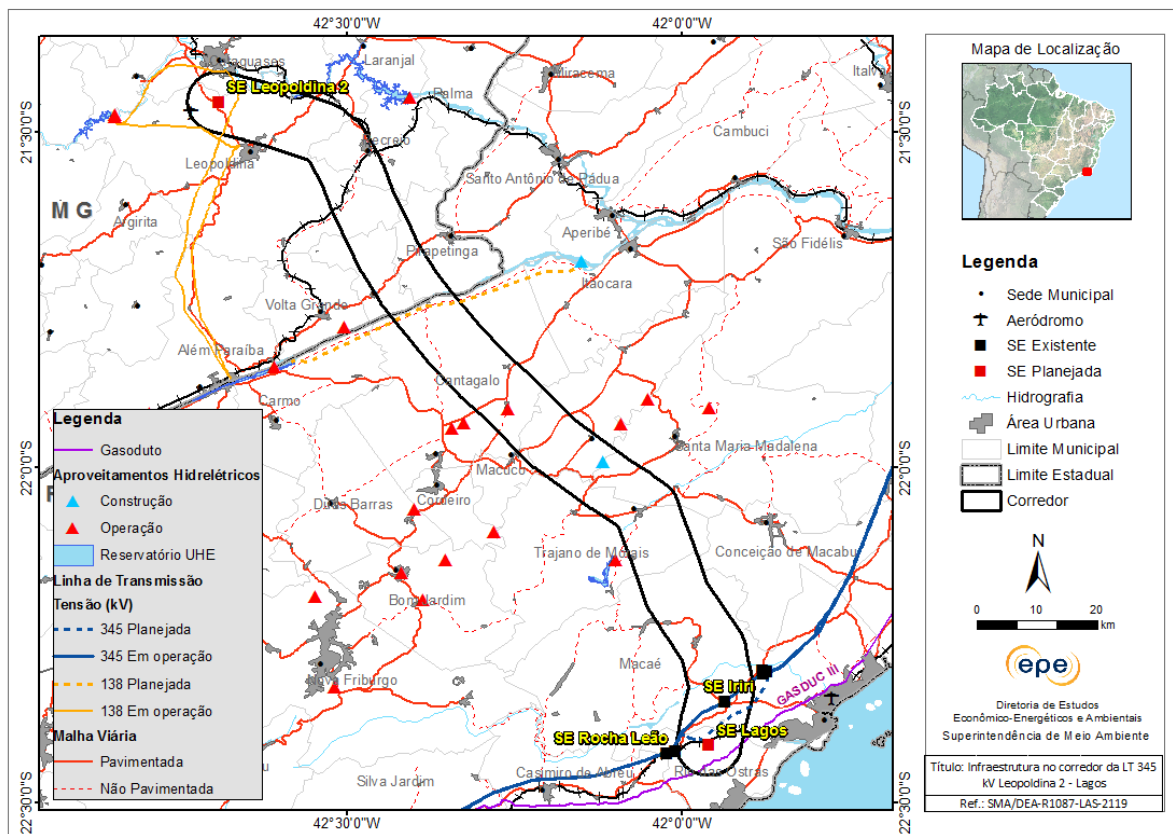 42°30'0"W
42°0'0"W
21°30'0"S
22°0'0"S
22°30'0"S
21°30'0"S
22°0'0"S
22°30'0"S
42°30'0"W
42°0'0"W
Laranjal
Miracema
SE Leopoldina 2
Palma
Cambuci
Leopoldina
Santo Antônio de Pádua
MG
Argirita
Aperibé
São Fidélis
Pirapetinga
Itaocara
Volta Grande
Além Paraíba
Cantagalo
Carmo
Santa Maria Madalena
Macuco
Cordeiro
Duas Barras
Trajano de Morais
Conceição de Macabu
Bom Jardim
Macaé
Nova Friburgo
SE Iriri
GASDUC III
SE Lagos
SE Rocha Leão
Rio das Ostras
Casimiro de Abreu
Silva Jardim
Legenda
Gasoduto
Aproveitamentos Hidrelétricos
Construção
Operação
Reservatório UHE
Linha de Transmissão
Tensão (kV)
345 Planejada
345 Em operação
138 Planejada
138 Em operação
Malha Viária
Pavimentada
Não Pavimentada
Mapa de Localização
Legenda
Sede Municipal
Aeródromo
SE Existente
SE Planejada
Hidrografia
Área Urbana
Limite Municipal
Limite Estadual
Corredor
N
0 10 20
km
epe
Diretoria de Estudos
Econômico-Energéticos e Ambientais
Superintendência de Meio Ambiente
Título: Infraestrutura no corredor da LT 345
kV Leopoldina 2 - Lagos
Ref.: SMA/DEA-R1087-LAS-2119